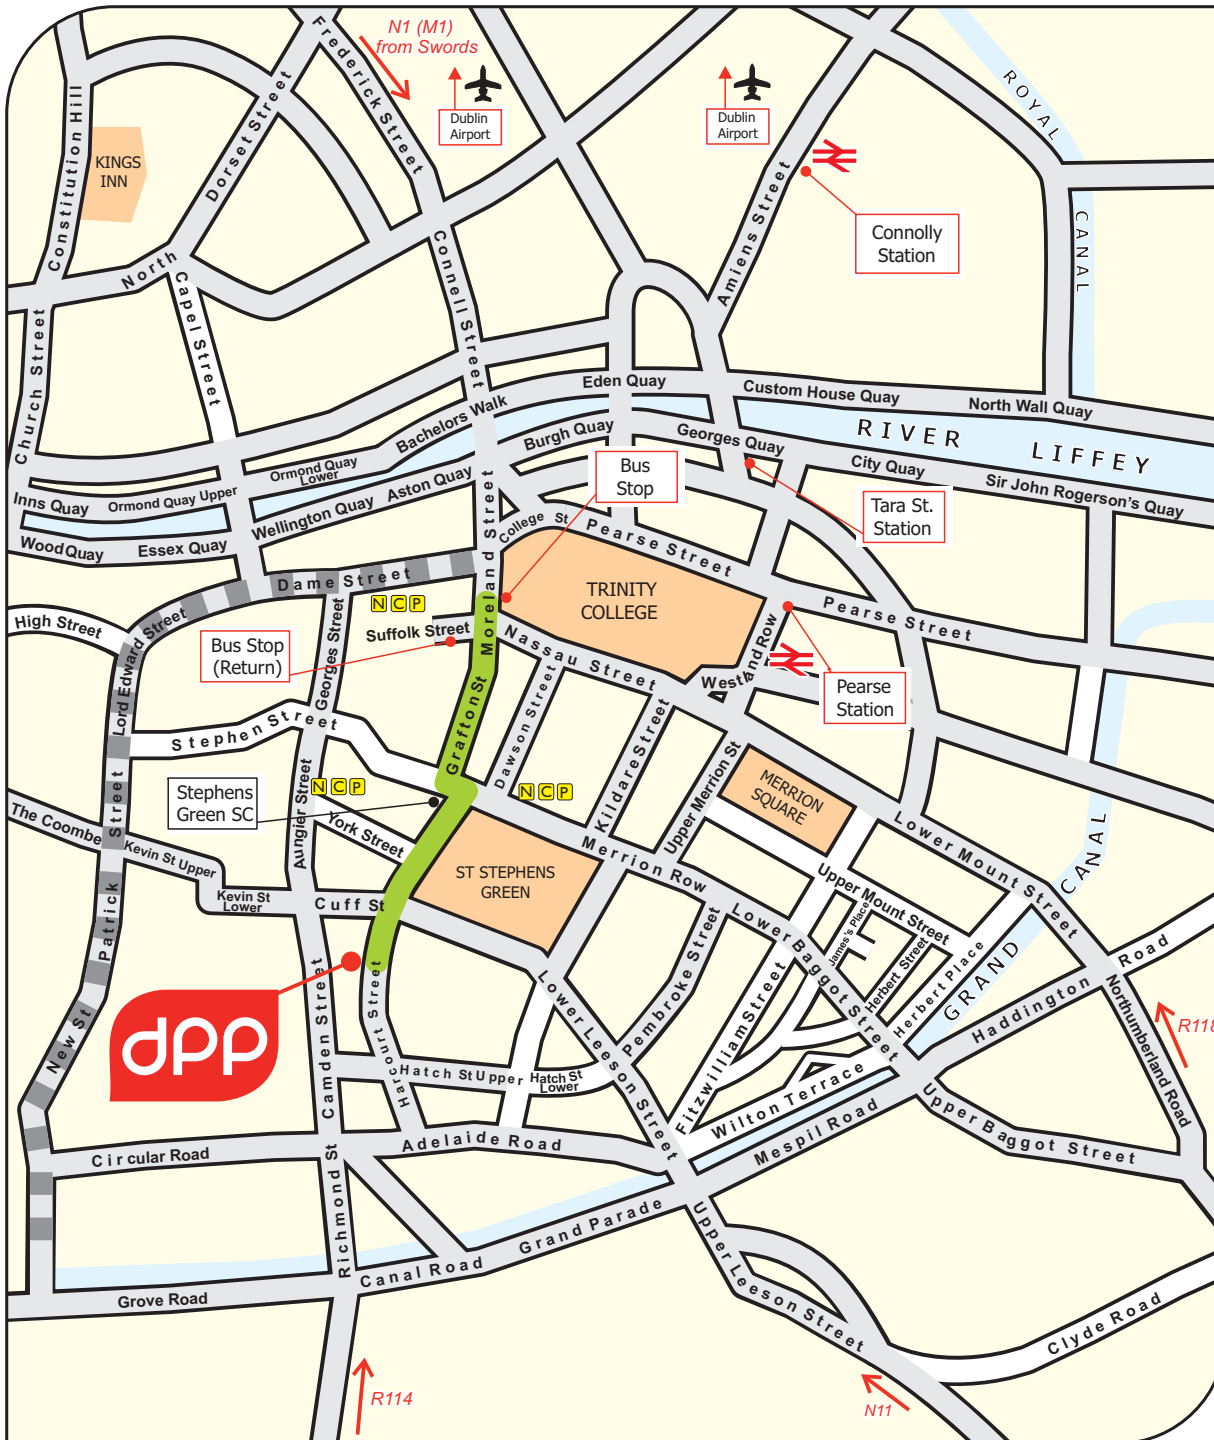 N1 (M1)
from Swords
Frederick Street
Dublin
Airport
Dublin
Airport
ROYAL
CANAL
Constitution Hill
KINGS
INN
Dorset Street
Amiens Street
Connolly
Station
North
Capel Street
Connell Street
Church Street
Eden Quay
Custom House Quay
North Wall Quay
Bachelors Walk
RIVER LIFFEY
Burgh Quay
Georges Quay
City Quay
Sir John Rogerson's Quay
Ormond Quay
Lower
Ormond Quay Upper
Inns Quay
Aston Quay
Wellington Quay
Essex Quay
Wood Quay
Bus
Stop
Tara St.
Station
College St
Pearse Street
Pearse Street
Moreland Street
Dame Street
TRINITY
COLLEGE
NCP
High Street
Lord Edward Street
Georges Street
Suffolk Street
Nassau Street
Westland Row
Bus Stop
(Return)
Pearse
Station
Grafton St
Dawson Street
Kildare Street
Upper Merrion St
Stephen Street
Stephens
Green SC
NCP
NCP
MERRION
SQUARE
Aungier Street
York Street
The Coombe
Kevin St Upper
Kevin St
Lower
Cuff St
Patrick Street
ST STEPHENS
GREEN
Merrion Row
Lower Mount Street
Upper Mount Street
CANAL
GRAND
Lower Baggot Street
James's Place
Herbert Street
Herbert Place
Haddington Road
Northumberland Road
R118
Pembroke Street
Fitzwilliam Street
Lower Leeson Street
Harcourt Street
Camden Street
dpp
New St
Hatch St Upper
Hatch St
Lower
Wilton Terrace
Mespil Road
Upper Baggot Street
Adelaide Road
Circular Road
Richmond St
Grand Parade
Canal Road
Grove Road
Upper Leeson Street
Clyde Road
R114
N11